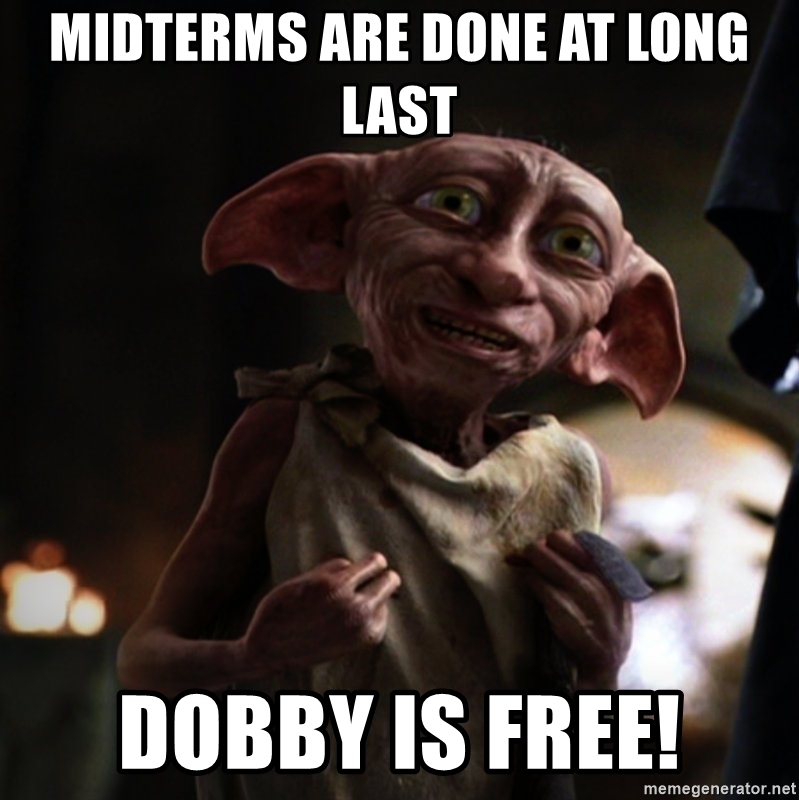 MIDTERMS ARE DONE AT LONG
LAST
DOBBY IS FREE!
memegenerator.net